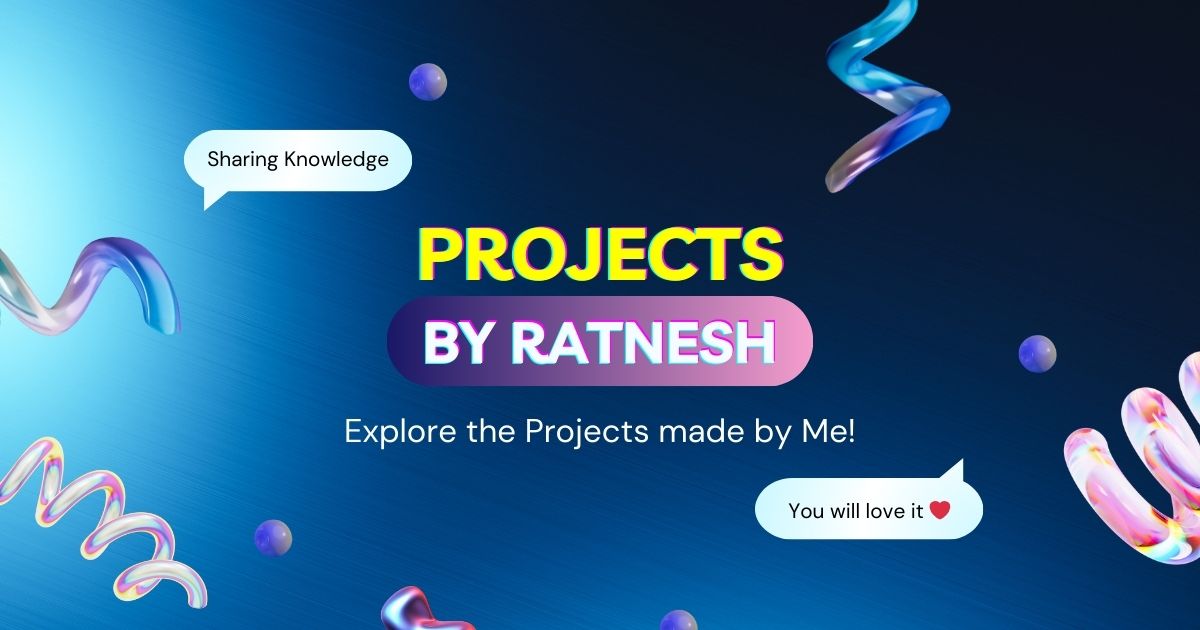 Sharing Knowledge
PROJECTS
BY RATNESH
Explore the Projects made by Me!
You will love it ❤️